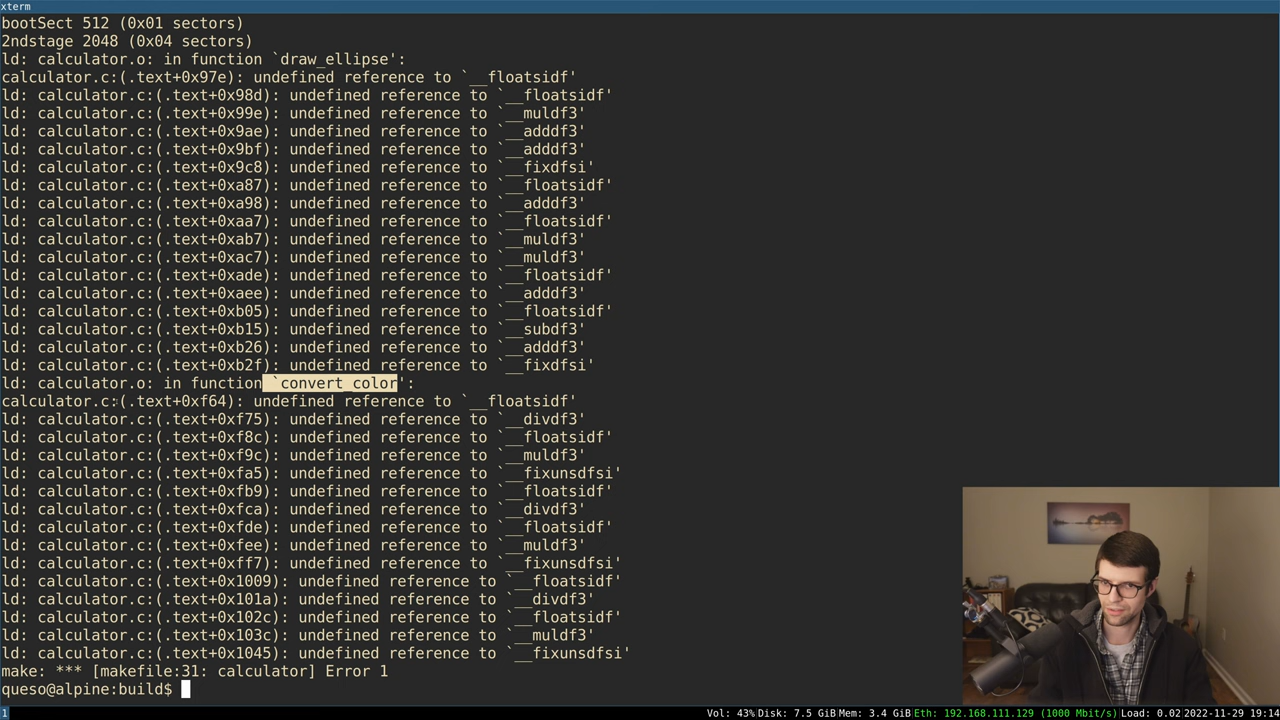 xterm
bootSect 512 (0x01 sectors)
2ndstage 2048 (0x04 sectors)
ld: calculator.o: in function `draw_ellipse':
calculator.c:(.text+0x97e): undefined reference to `__floatsidf'
ld: calculator.c:(.text+0x98d): undefined reference to `__floatsidf'
ld: calculator.c:(.text+0x99e): undefined reference to `__muldf3'
ld: calculator.c:(.text+0x9ae): undefined reference to `__adddf3'
ld: calculator.c:(.text+0x9bf): undefined reference to `__adddf3'
ld: calculator.c:(.text+0x9c8): undefined reference to `__fixdfsi'
ld: calculator.c:(.text+0xa87): undefined reference to `__floatsidf'
ld: calculator.c:(.text+0xa98): undefined reference to `__adddf3'
ld: calculator.c:(.text+0xaa7): undefined reference to `__floatsidf'
ld: calculator.c:(.text+0xab7): undefined reference to `__muldf3'
ld: calculator.c:(.text+0xac7): undefined reference to `__muldf3'
ld: calculator.c:(.text+0xade): undefined reference to `__floatsidf'
ld: calculator.c:(.text+0xaee): undefined reference to `__adddf3'
ld: calculator.c:(.text+0xb05): undefined reference to `__floatsidf'
ld: calculator.c:(.text+0xb15): undefined reference to `__subdf3'
ld: calculator.c:(.text+0xb26): undefined reference to `__adddf3'
ld: calculator.c:(.text+0xb2f): undefined reference to `__fixdfsi'
ld: calculator.o: in function `convert_color':
calculator.c:(.text+0xf64): undefined reference to `__floatsidf'
ld: calculator.c:(.text+0xf75): undefined reference to `__divdf3'
ld: calculator.c:(.text+0xf8c): undefined reference to `__floatsidf'
ld: calculator.c:(.text+0xf9c): undefined reference to `__muldf3'
ld: calculator.c:(.text+0xfa5): undefined reference to `__fixunsdfsi'
ld: calculator.c:(.text+0xfb9): undefined reference to `__floatsidf'
ld: calculator.c:(.text+0xfca): undefined reference to `__divdf3'
ld: calculator.c:(.text+0xfde): undefined reference to `__floatsidf'
ld: calculator.c:(.text+0xfee): undefined reference to `__muldf3'
ld: calculator.c:(.text+0xff7): undefined reference to `__fixunsdfsi'
ld: calculator.c:(.text+0x1009): undefined reference to `__floatsidf'
ld: calculator.c:(.text+0x101a): undefined reference to `__divdf3'
ld: calculator.c:(.text+0x102c): undefined reference to `__floatsidf'
ld: calculator.c:(.text+0x103c): undefined reference to `__muldf3'
ld: calculator.c:(.text+0x1045): undefined reference to `__fixunsdfsi'
make: *** [makefile:31: calculator] Error 1
queso@alpine:build$
1 Vol: 43% Disk: 7.5 GiB Mem: 3.4 GiB Eth: 192.168.111.129 (1000 Mbit/s) Load: 0.02 2022-11-29 19:14